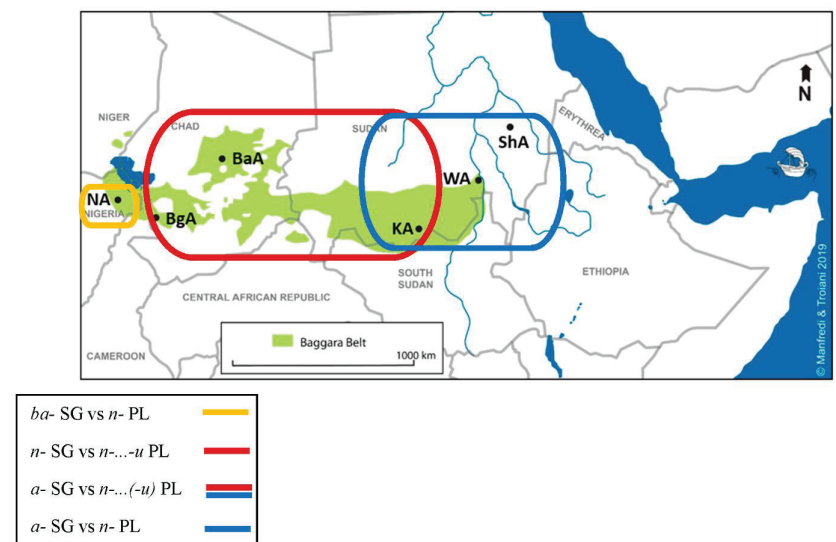 NIGER
CHAD
SUDAN
ERYTHREA
N
BaA
ShA
WA
NA
NIGERIA
BgA
KA
ETHIOPIA
SOUTH
SUDAN
CENTRAL AFRICAN REPUBLIC
Baggara Belt
1000 km
CAMEROON
© Manfredi & Troiani 2019
ba- SG vs n- PL
n- SG vs n-...-u PL
a- SG vs n-...(-u) PL
a- SG vs n- PL